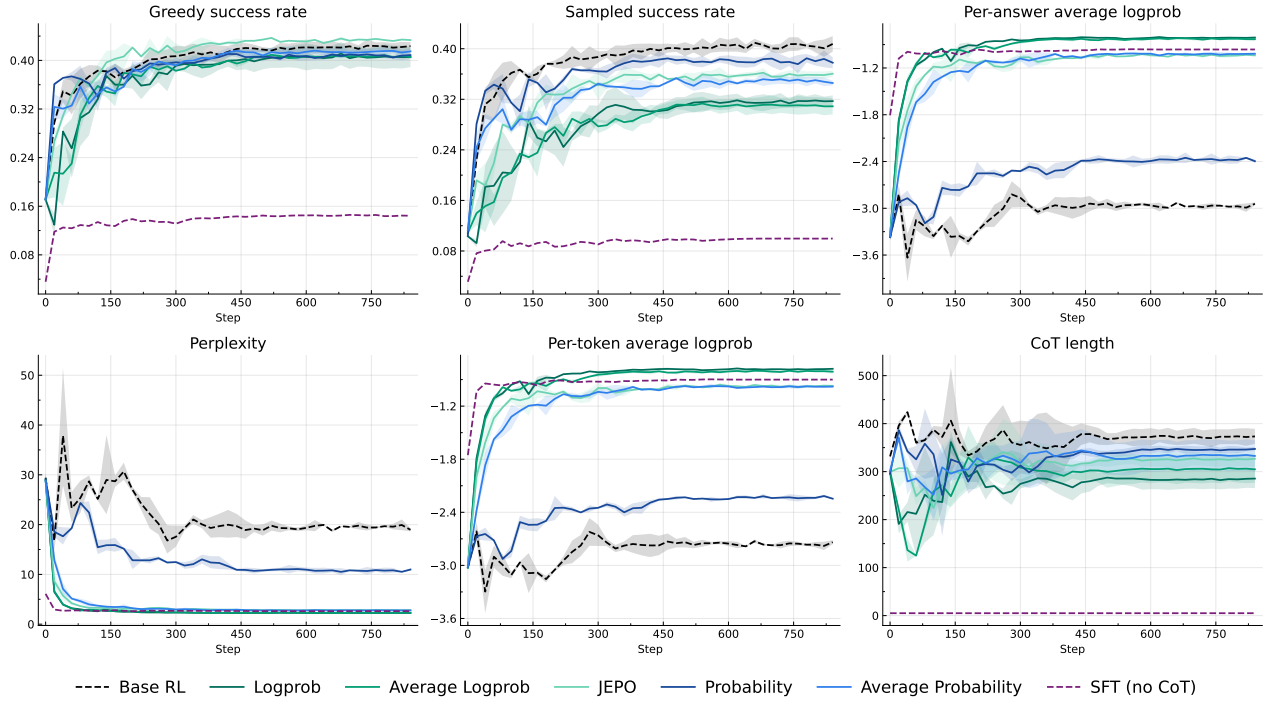 Greedy success rate
0.40
0.32
0.24
0.16
0.08
0 150 300 450 600 750
Step
Sampled success rate
0.40
0.32
0.24
0.16
0.08
0 150 300 450 600 750
Step
Per-answer average logprob
−1.2
−1.8
−2.4
−3.0
−3.6
0 150 300 450 600 750
Step
Perplexity
50
40
30
20
10
0
0 150 300 450 600 750
Step
Per-token average logprob
−1.2
−1.8
−2.4
−3.0
−3.6
0 150 300 450 600 750
Step
CoT length
500
400
300
200
100
0
0 150 300 450 600 750
Step
Base RL Logprob Average Logprob JEPO Probability Average Probability SFT (no CoT)